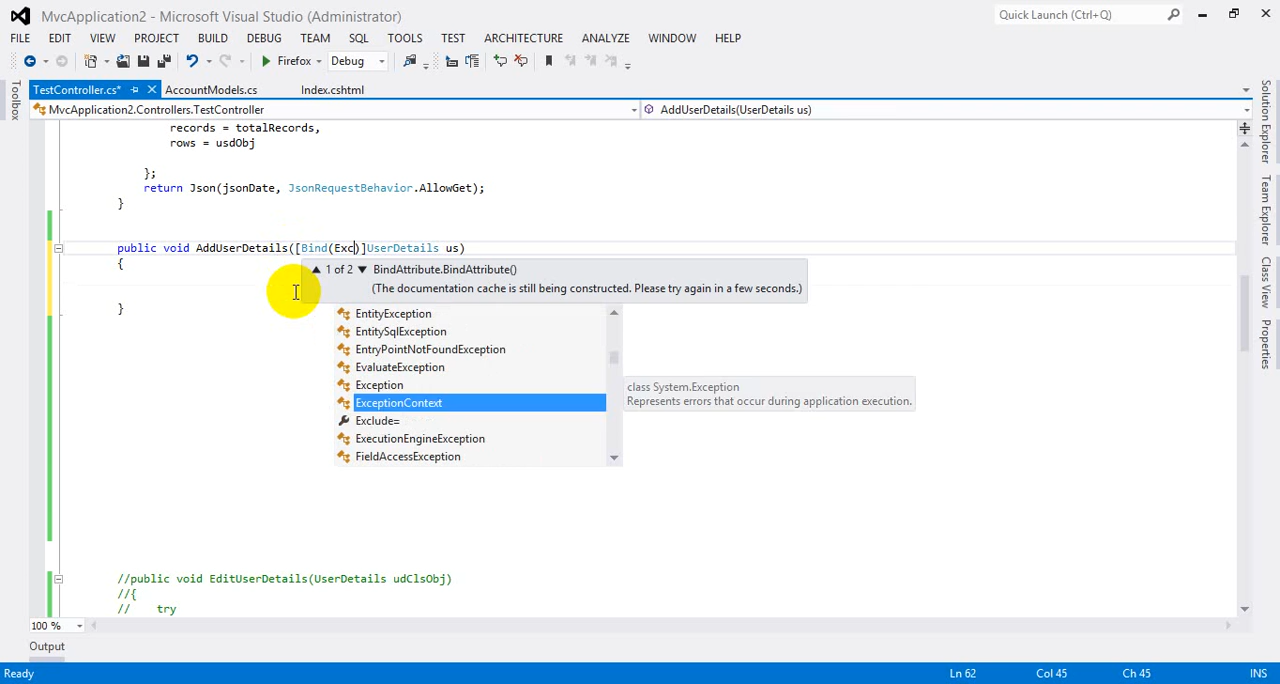 MvcApplication2 - Microsoft Visual Studio (Administrator)
Quick Launch (Ctrl+Q)
FILE EDIT VIEW PROJECT BUILD DEBUG TEAM SQL TOOLS TEST ARCHITECTURE ANALYZE WINDOW HELP
Firefox Debug
TestController.cs* AccountModels.cs Index.cshtml
MvcApplication2.Controllers.TestController
AddUserDetails(UserDetails us)
Toolbox
Solution Explorer
Team Explorer
Class View
Properties
records = totalRecords,
rows = usdObj
};
return Json(jsonDate, JsonRequestBehavior.AllowGet);
}
public void AddUserDetails([Bind(Exc)]UserDetails us)
{
1 of 2 BindAttribute.BindAttribute()
(The documentation cache is still being constructed. Please try again in a few seconds.)
}
EntityException
EntitySqlException
EntryPointNotFoundException
EvaluateException
Exception
ExceptionContext
Exclude=
ExecutionEngineException
FieldAccessException
class System.Exception
Represents errors that occur during application execution.
//public void EditUserDetails(UserDetails udClsObj)
//{
// try
100 %
Output
Ready Ln 62 Col 45 Ch 45 INS